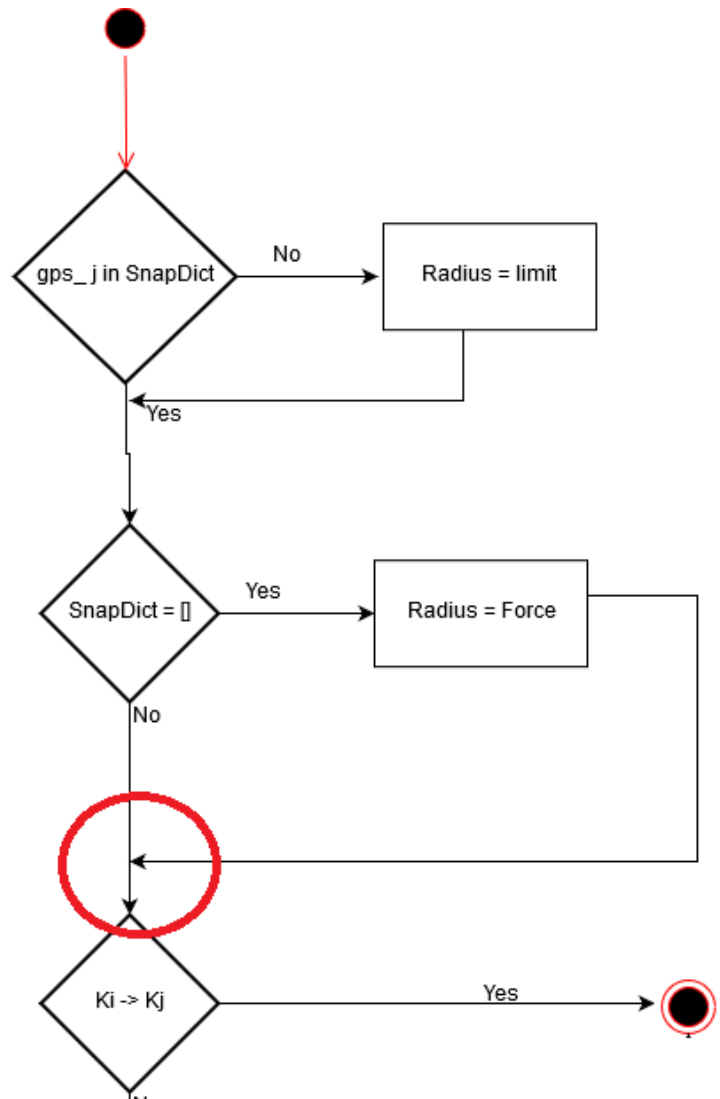 gps_ j in SnapDict
No
Radius = limit
Yes
SnapDict = []
Yes
Radius = Force
No
Ki -> Kj
Yes